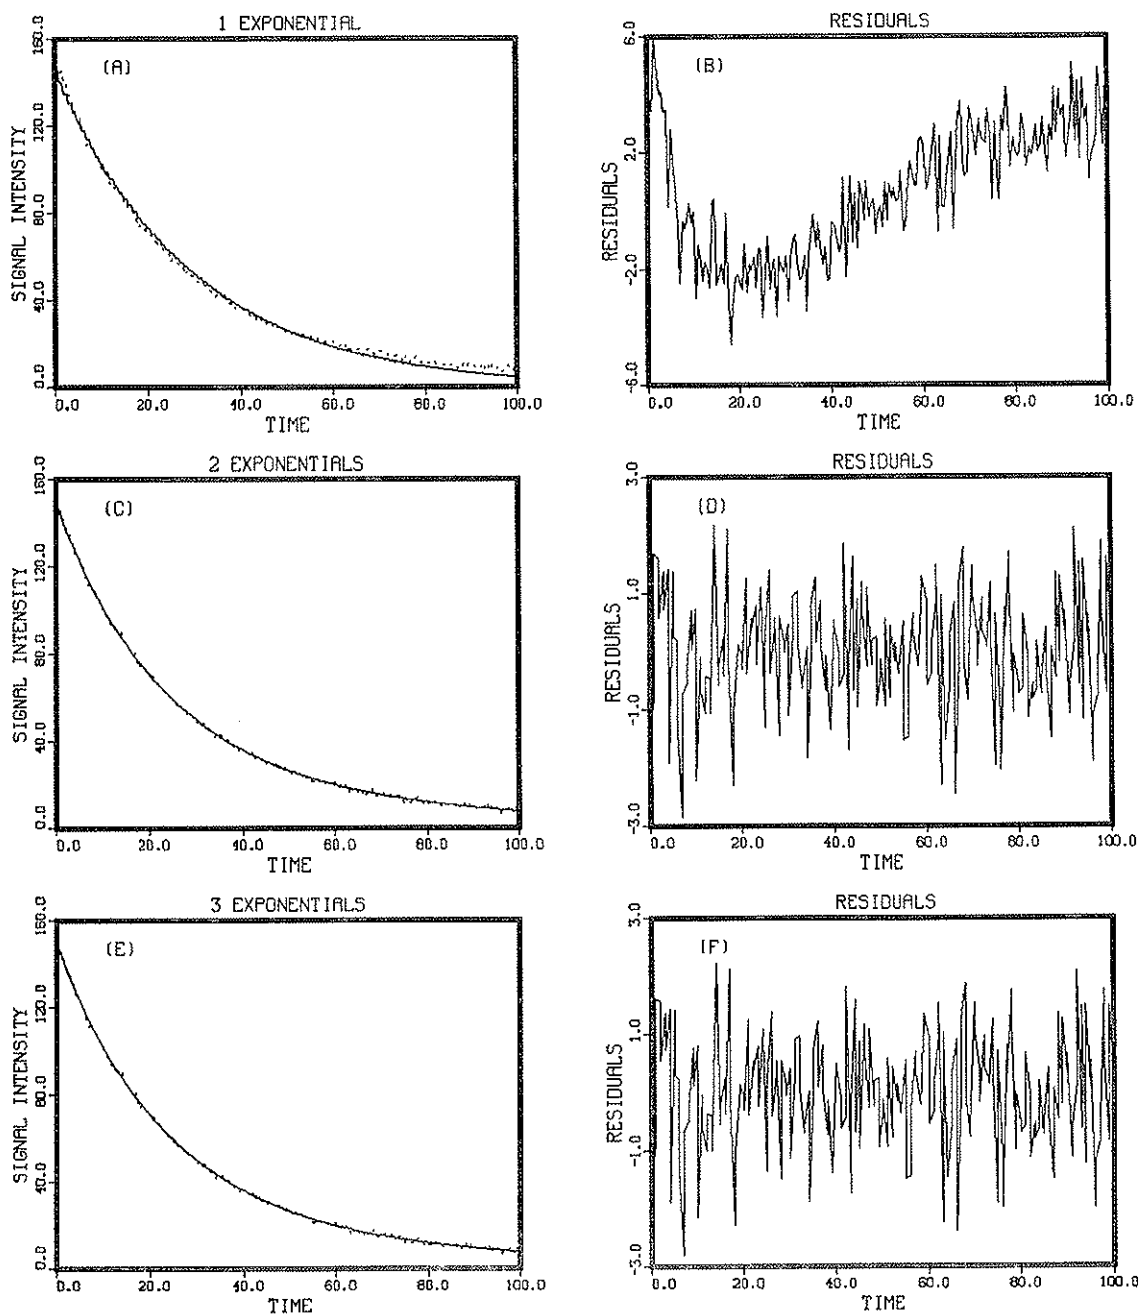 1 EXPONENTIAL
(A)
SIGNAL INTENSITY
160.0
120.0
80.0
40.0
0.0
0.0 20.0 40.0 60.0 80.0 100.0
TIME
RESIDUALS
(B)
RESIDUALS
6.0
2.0
-2.0
-6.0
0.0 20.0 40.0 60.0 80.0 100.0
TIME
2 EXPONENTIALS
(C)
SIGNAL INTENSITY
160.0
120.0
80.0
40.0
0.0
0.0 20.0 40.0 60.0 80.0 100.0
TIME
RESIDUALS
(D)
RESIDUALS
3.0
1.0
-1.0
-3.0
0.0 20.0 40.0 60.0 80.0 100.0
TIME
3 EXPONENTIALS
(E)
SIGNAL INTENSITY
160.0
120.0
80.0
40.0
0.0
0.0 20.0 40.0 60.0 80.0 100.0
TIME
RESIDUALS
(F)
RESIDUALS
3.0
1.0
-1.0
-3.0
0.0 20.0 40.0 60.0 80.0 100.0
TIME